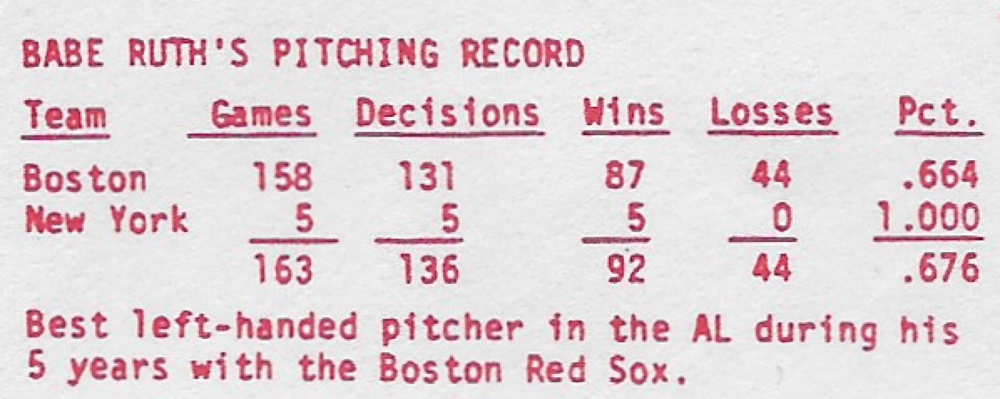 BABE RUTH'S PITCHING RECORD
Team Games Decisions Wins Losses Pct.
Boston 158 131 87 44 .664
New York 5 5 5 0 1.000
163 136 92 44 .676
Best left-handed pitcher in the AL during his
5 years with the Boston Red Sox.